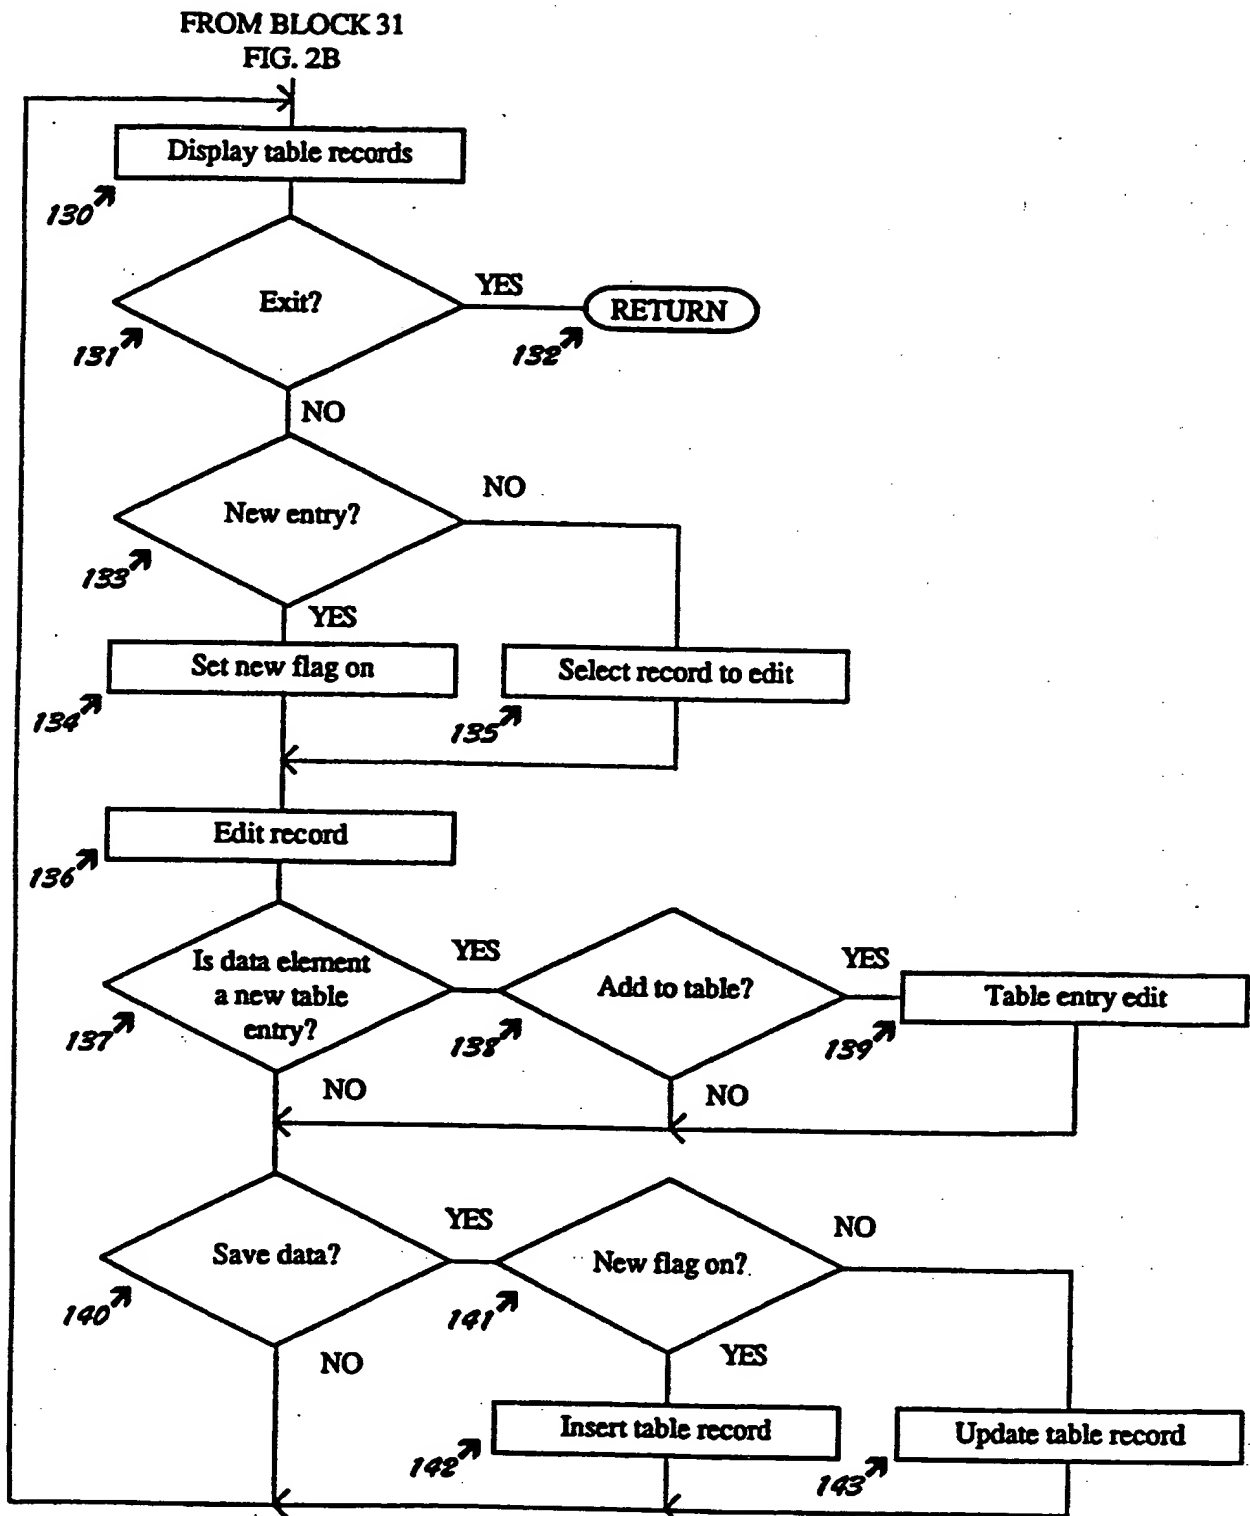 FROM BLOCK 31
FIG. 2B
Display table records
130
Exit?
YES
RETURN
131
132
NO
New entry?
NO
133
YES
Set new flag on
Select record to edit
134
135
Edit record
136
Is data element
a new table
entry?
YES
Add to table?
YES
Table entry edit
137
138
139
NO
NO
Save data?
YES
New flag on?
NO
140
141
NO
YES
Insert table record
Update table record
142
143